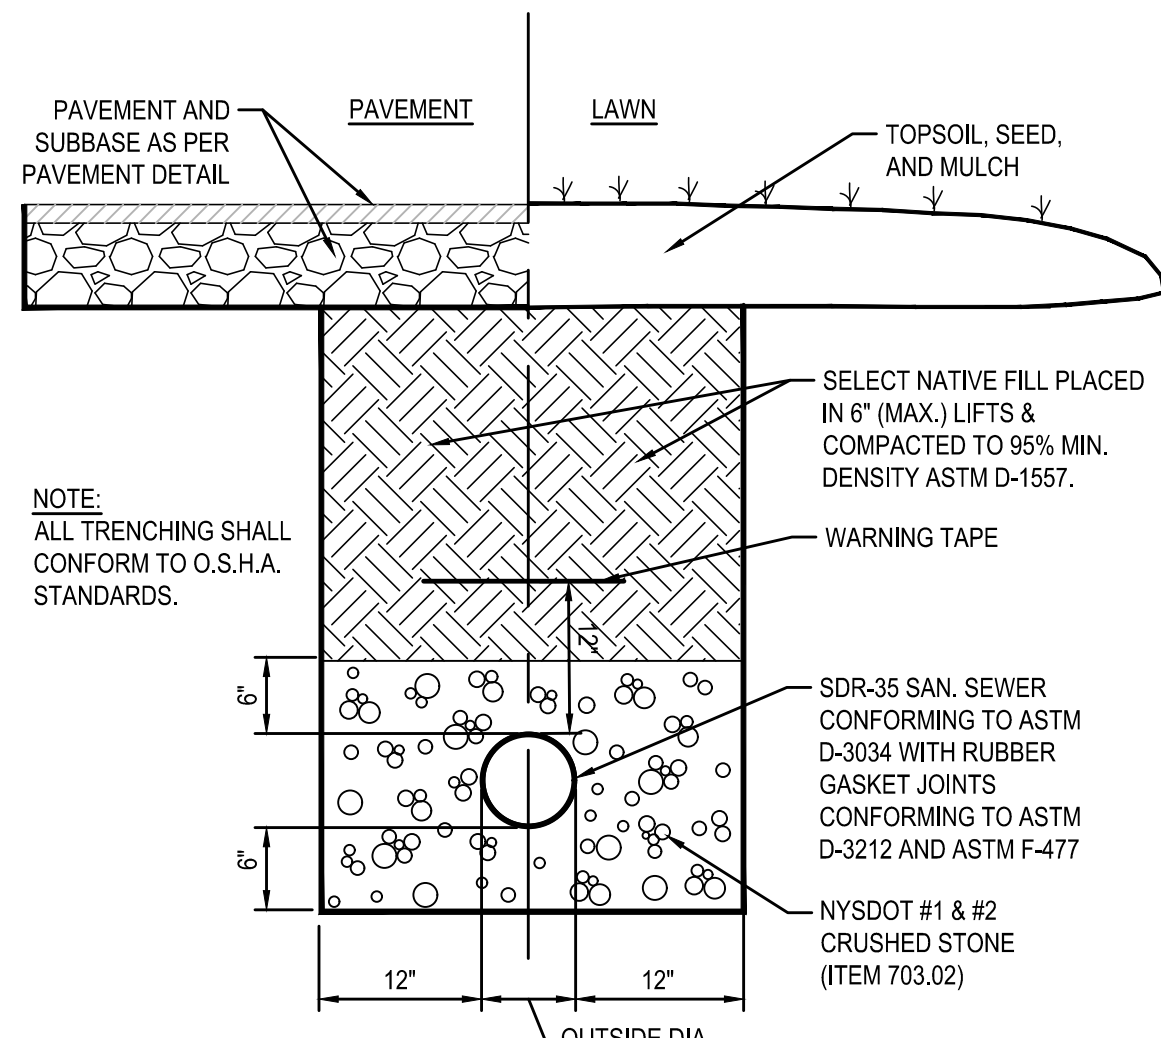 PAVEMENT AND
SUBBASE AS PER
PAVEMENT DETAIL
PAVEMENT
LAWN
TOPSOIL, SEED,
AND MULCH
SELECT NATIVE FILL PLACED
IN 6" (MAX.) LIFTS &
COMPACTED TO 95% MIN.
DENSITY ASTM D-1557.
NOTE:
ALL TRENCHING SHALL
CONFORM TO O.S.H.A.
STANDARDS.
WARNING TAPE
12"
6"
SDR-35 SAN. SEWER
CONFORMING TO ASTM
D-3034 WITH RUBBER
GASKET JOINTS
CONFORMING TO ASTM
D-3212 AND ASTM F-477
6"
NYSDOT #1 & #2
CRUSHED STONE
(ITEM 703.02)
12"
12"
OUTSIDE DIA.